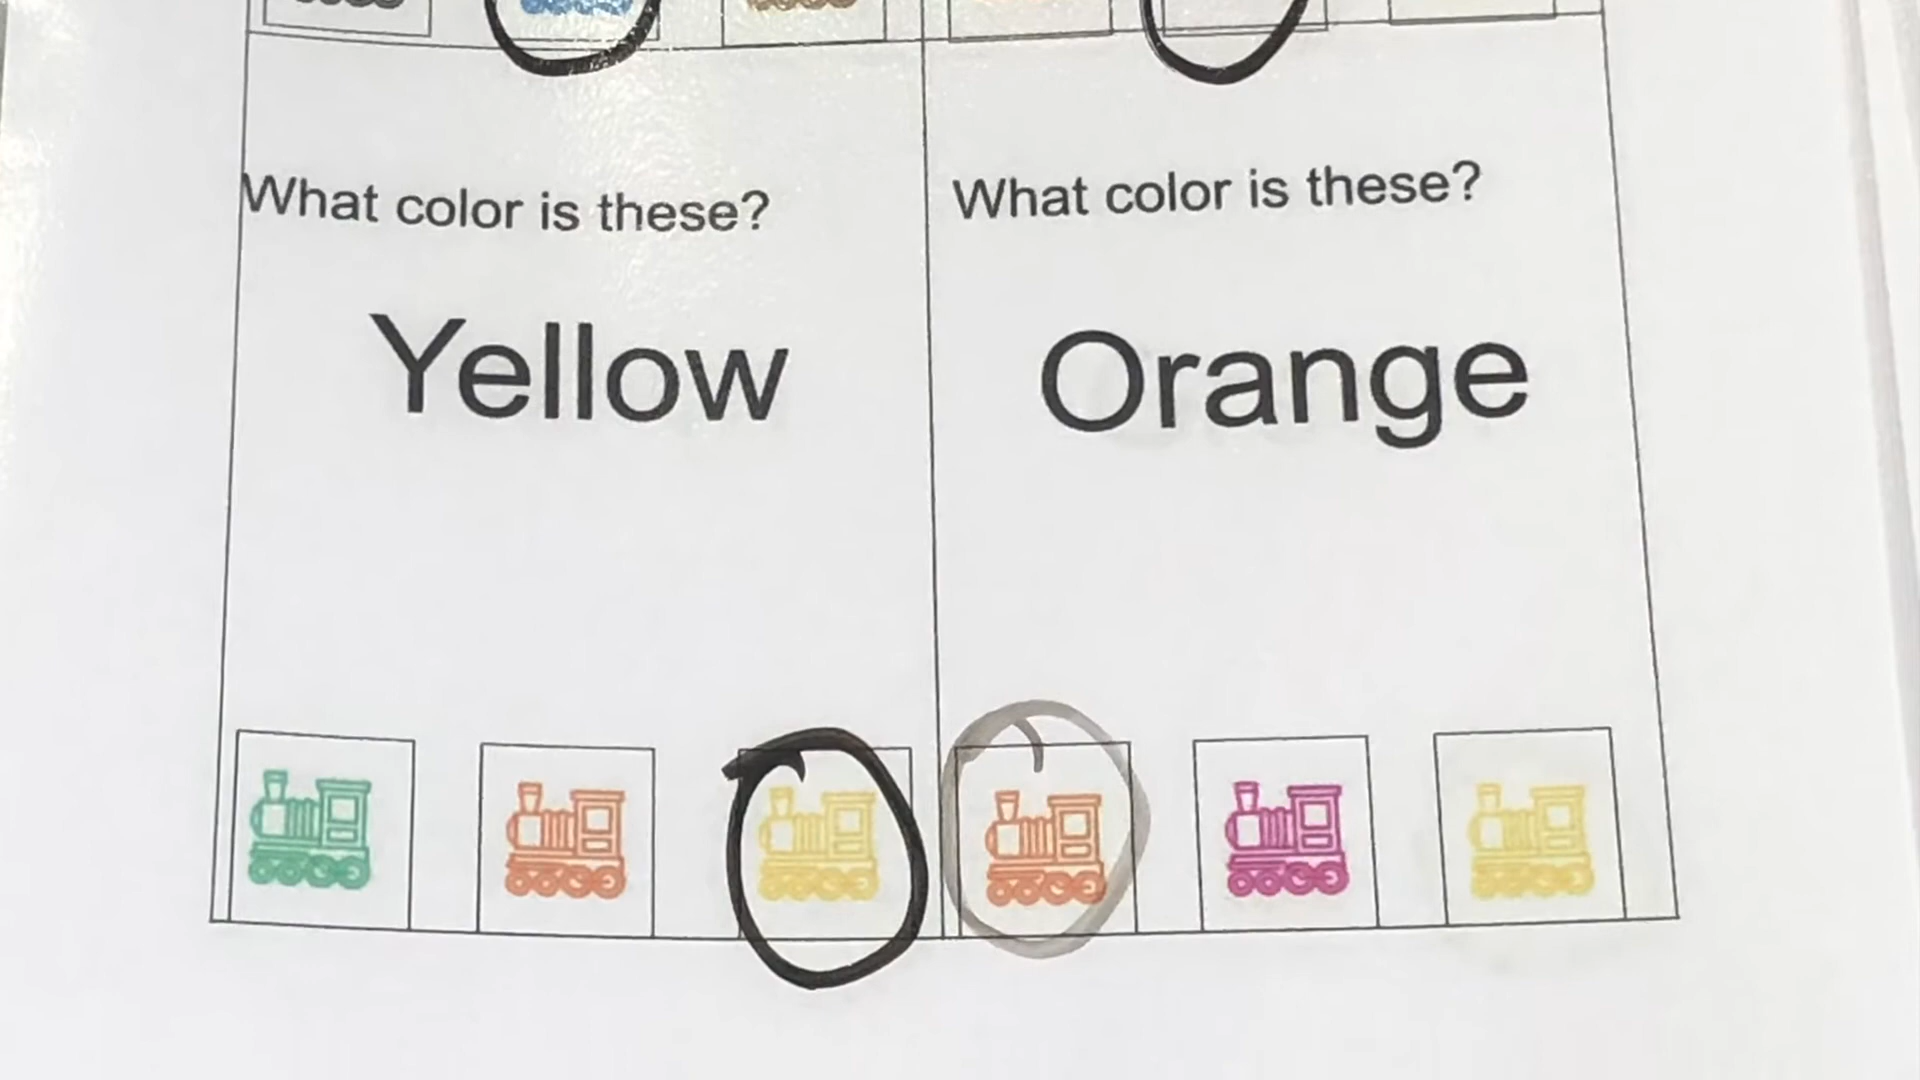 What color is these?
Yellow
What color is these?
Orange